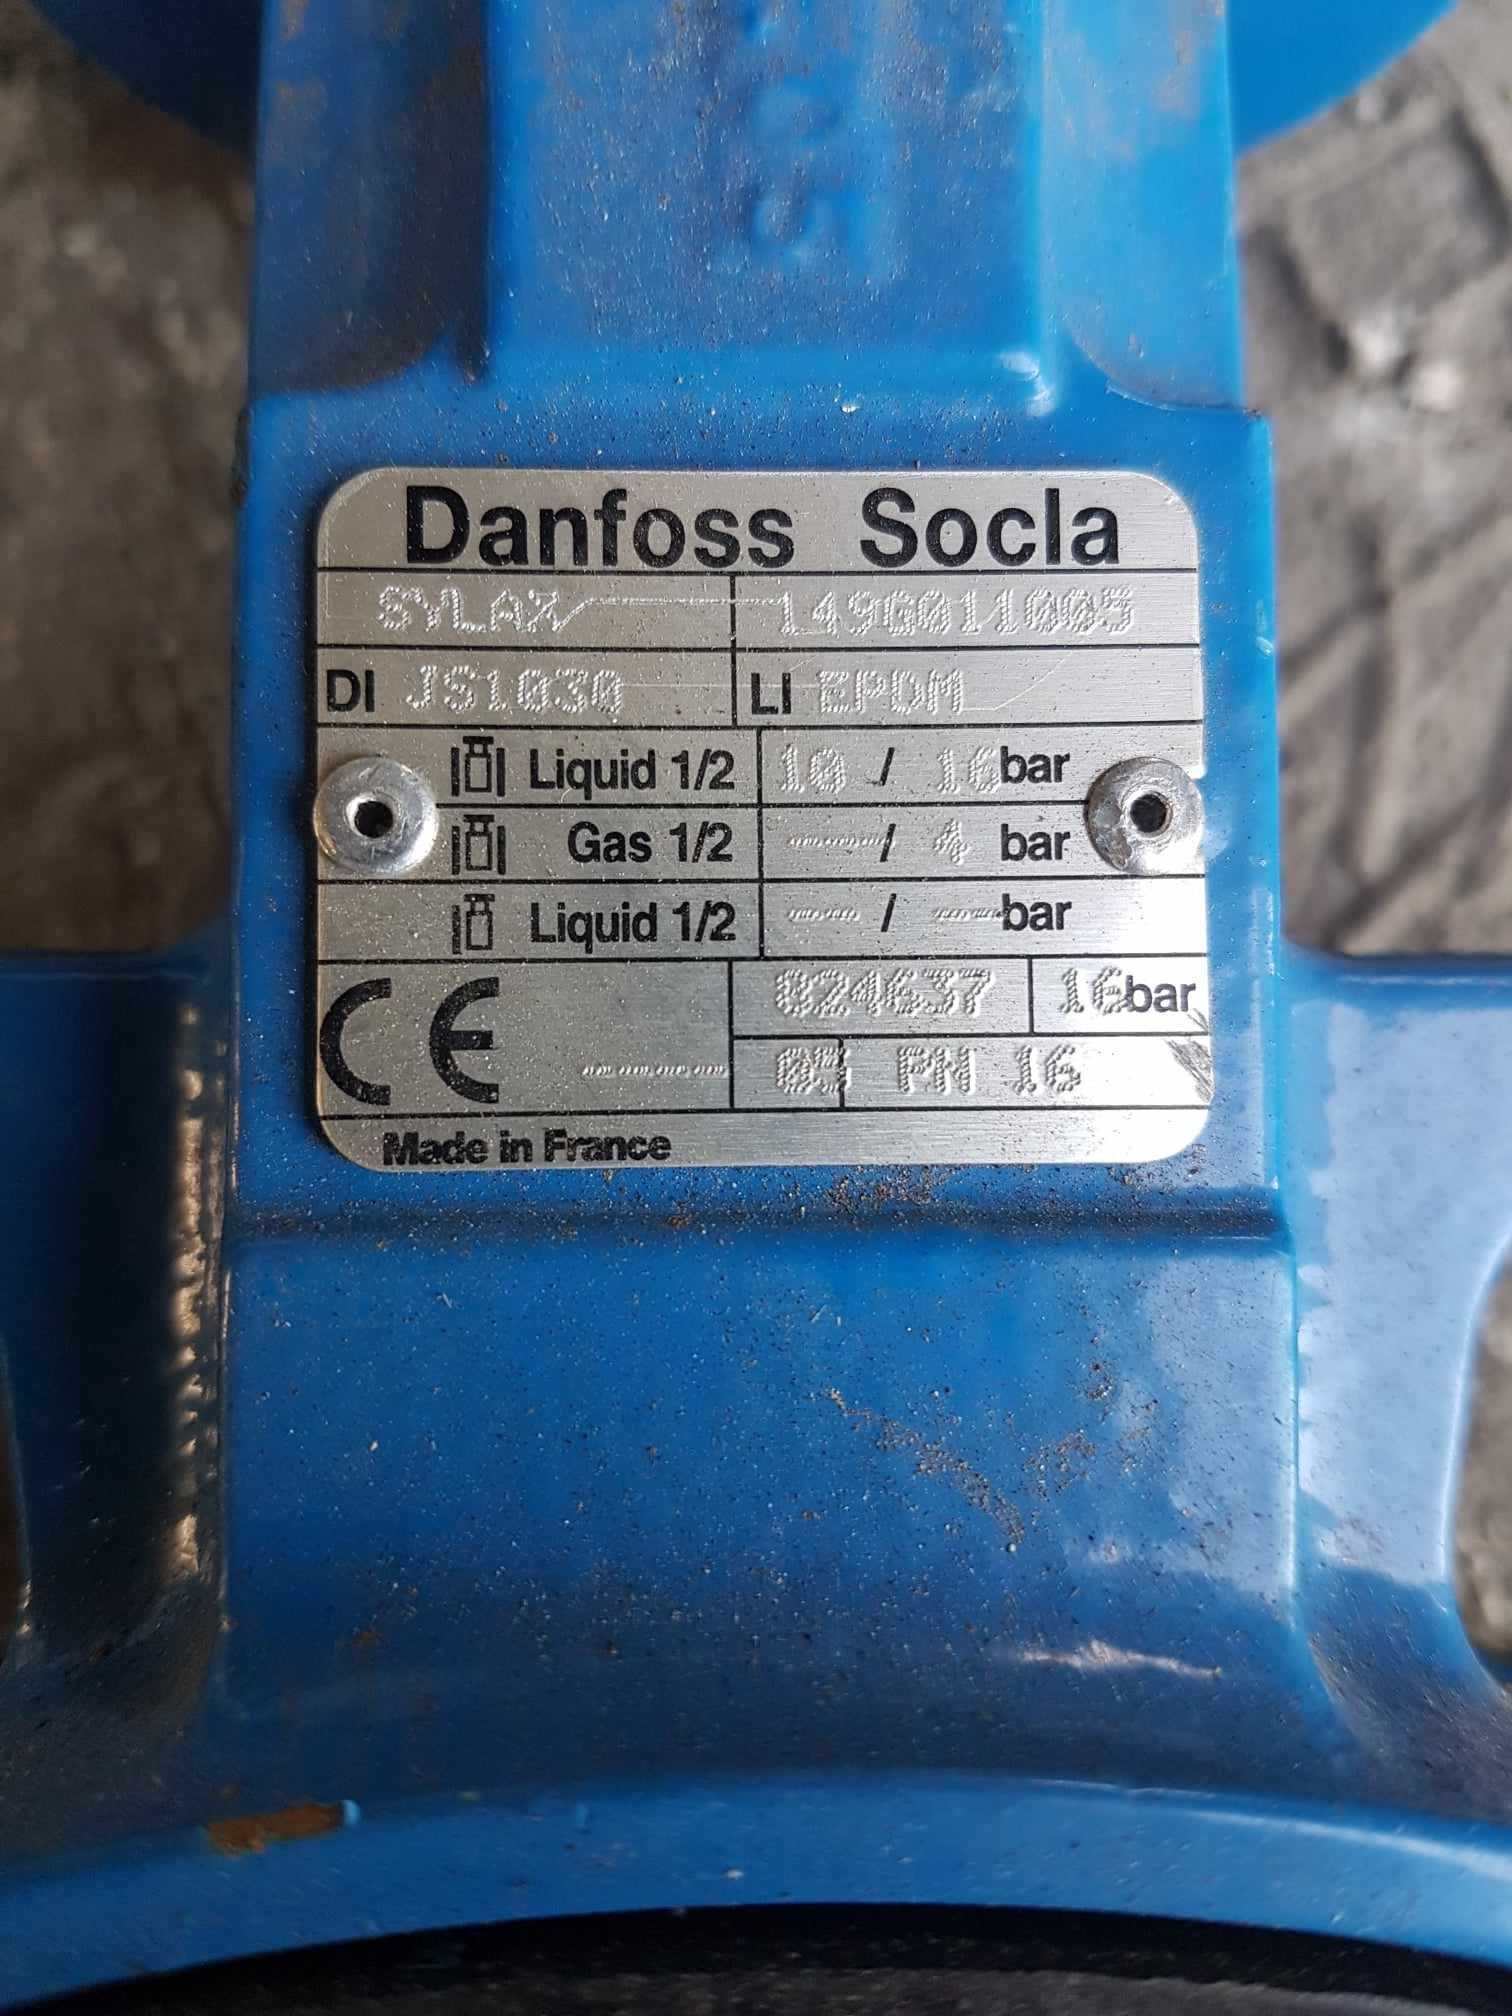 Danfoss Socla
SYLAX 149G011005
DI JS1030 LI EPDM
Liquid 1/2 10 / 16 bar
Gas 1/2 ---- / 4 bar
Liquid 1/2 ---- / ---- bar
CE ---- 824637 16 bar
05 PN 16
Made in France